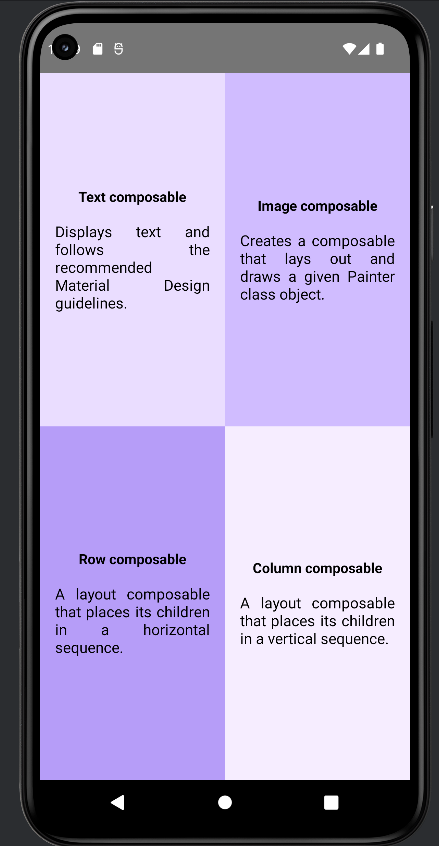 Text composable
Displays text and
follows the
recommended
Material Design
guidelines.
Image composable
Creates a composable
that lays out and
draws a given Painter
class object.
Row composable
A layout composable
that places its children
in a horizontal
sequence.
Column composable
A layout composable
that places its children
in a vertical sequence.